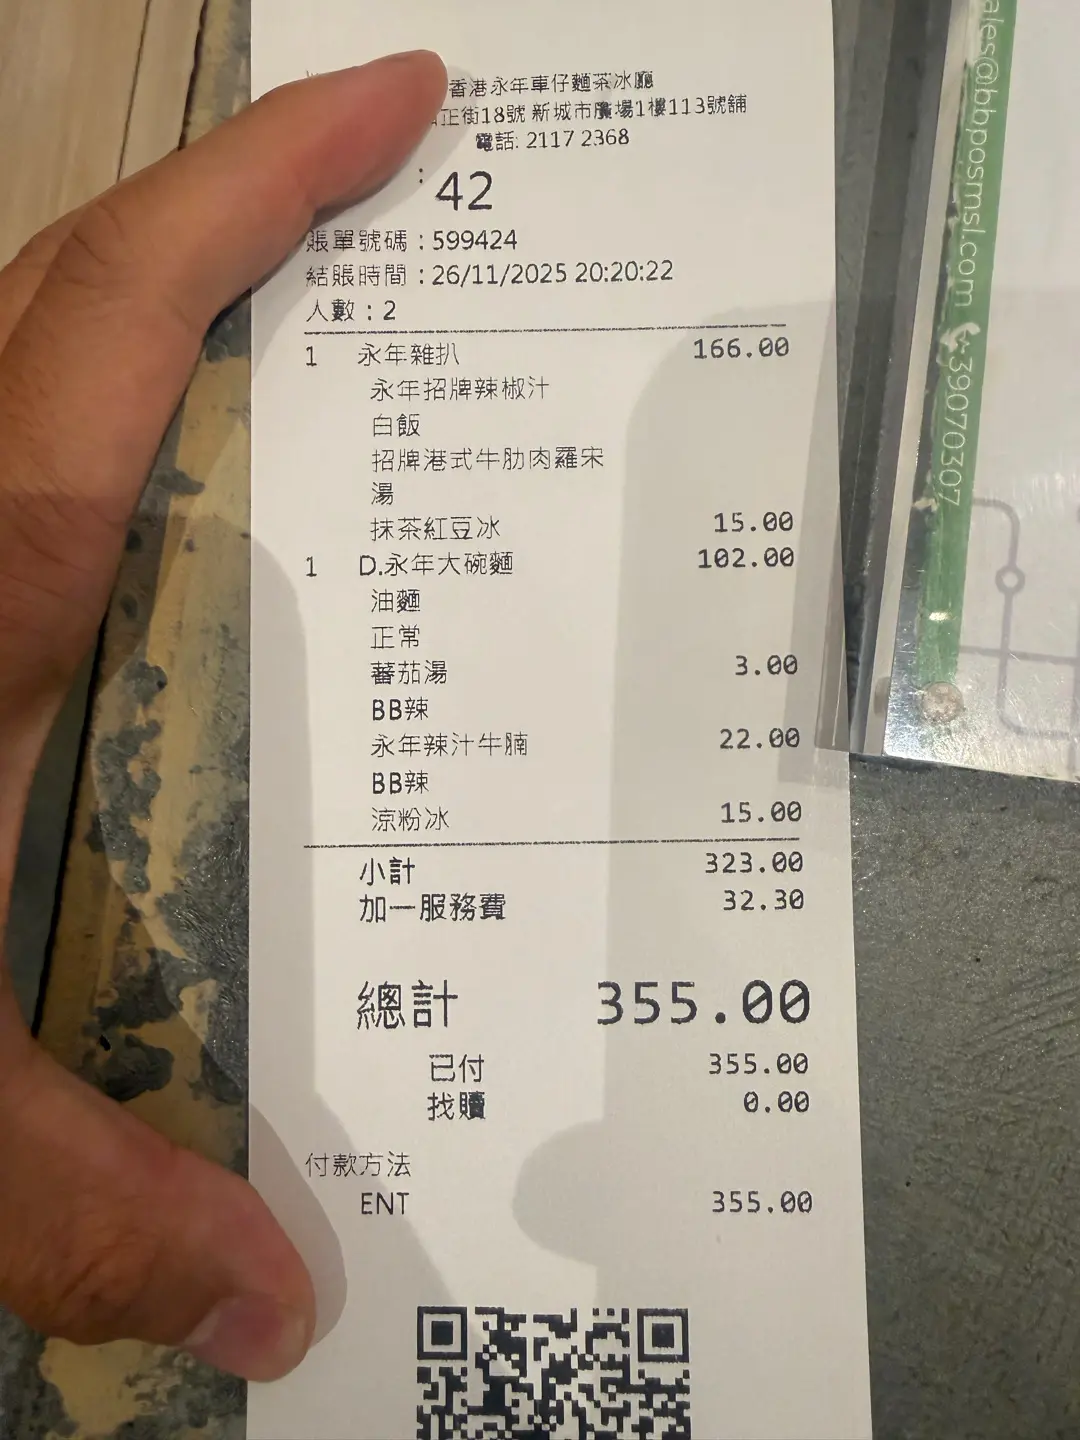 香港永年車仔麵茶冰廳
正街18號 新城市廣場1樓113號舖
電話: 2117 2368
: 42
賬單號碼 : 599424
結賬時間 : 26/11/2025 20:20:22
人數 : 2
1 永年雜扒 166.00
永年招牌辣椒汁
白飯
招牌港式牛肋肉羅宋
湯
抹茶紅豆冰 15.00
1 D.永年大碗麵 102.00
油麵
正常
蕃茄湯 3.00
BB辣
永年辣汁牛腩 22.00
BB辣
涼粉冰 15.00
小計 323.00
加一服務費 32.30
總計 355.00
已付 355.00
找贖 0.00
付款方法
ENT 355.00
ales@bbposmsl.com 39070307